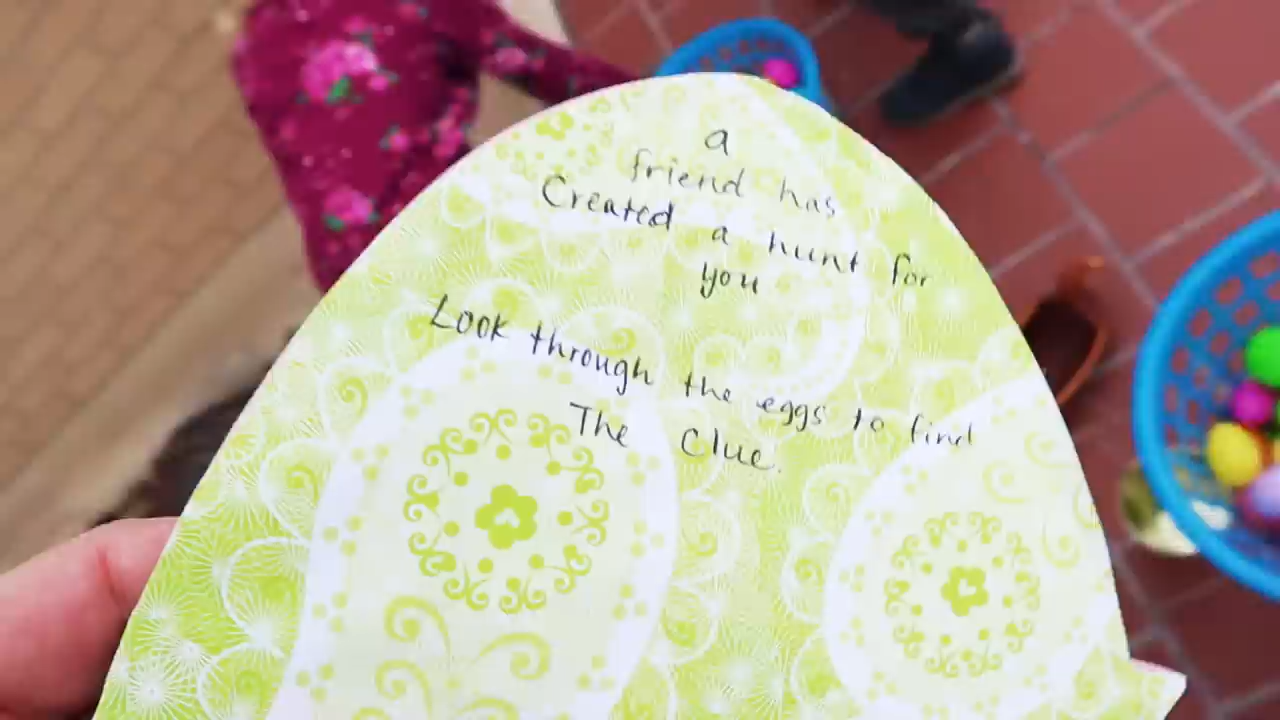 a
friend has
Created a hunt for
you
Look through the eggs to find
The Clue.